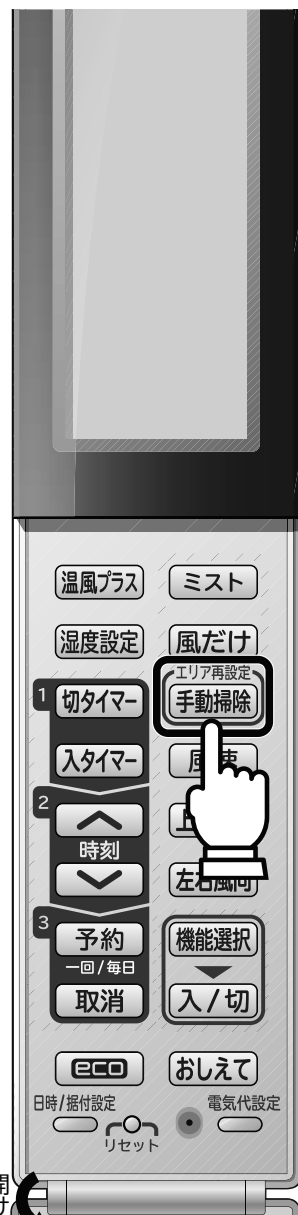 温風プラス
ミスト
湿度設定
風だけ
エリア再設定
1
切タイマー
手動掃除
入タイマー
風速
2
時刻
左右風向
3
予約
一回/毎日
取消
機能選択
入/切
eco
おしえて
日時/据付設定
電気代設定
リセット
開
け